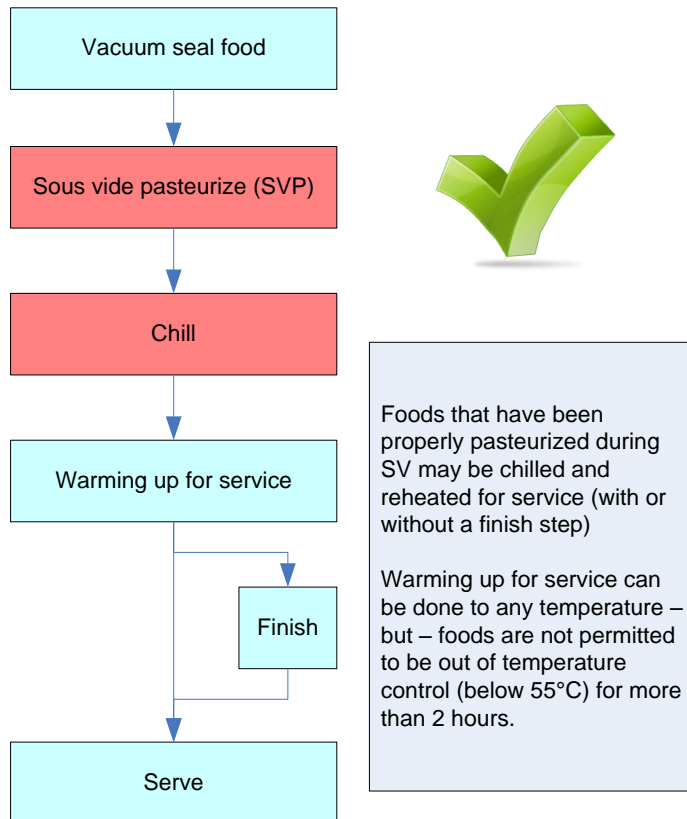 Vacuum seal food
Sous vide pasteurize (SVP)
Chill
Warming up for service
Finish
Serve
Foods that have been
properly pasteurized during
SV may be chilled and
reheated for service (with or
without a finish step)
Warming up for service can
be done to any temperature –
but – foods are not permitted
to be out of temperature
control (below 55°C) for more
than 2 hours.